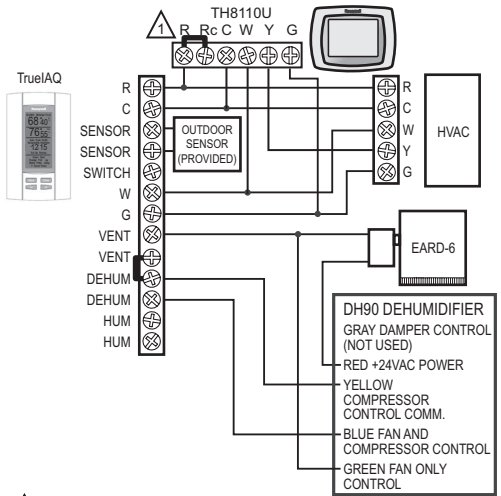 TH8110U
1 R Rc C W Y G
TrueIAQ
68 40
76 55
12:15
R
C
SENSOR
SENSOR
SWITCH
W
G
VENT
VENT
DEHUM
DEHUM
HUM
HUM
OUTDOOR
SENSOR
(PROVIDED)
R
C
W
Y
G
HVAC
EARD-6
DH90 DEHUMIDIFIER
GRAY DAMPER CONTROL
(NOT USED)
RED +24VAC POWER
YELLOW
COMPRESSOR
CONTROL COMM.
BLUE FAN AND
COMPRESSOR CONTROL
GREEN FAN ONLY
CONTROL